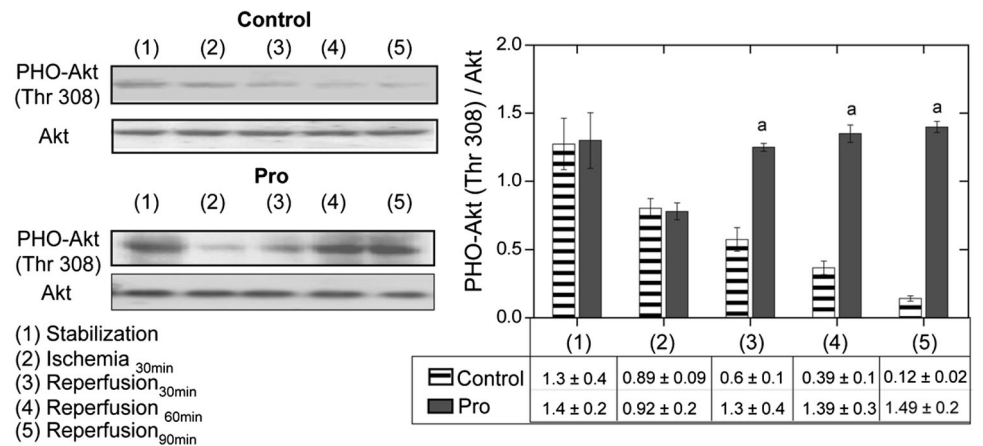 Control
(1) (2) (3) (4) (5)
PHO-Akt
(Thr 308)
Akt
Pro
(1) (2) (3) (4) (5)
PHO-Akt
(Thr 308)
Akt
(1) Stabilization
(2) Ischemia 30min
(3) Reperfusion30min
(4) Reperfusion 60min
(5) Reperfusion90min
PHO-Akt (Thr 308) / Akt
2.0
1.5
1.0
0.5
0.0
a a a
(1) (2) (3) (4) (5)
Control 1.3 ± 0.4 0.89 ± 0.09 0.6 ± 0.1 0.39 ± 0.1 0.12 ± 0.02
Pro 1.4 ± 0.2 0.92 ± 0.2 1.3 ± 0.4 1.39 ± 0.3 1.49 ± 0.2